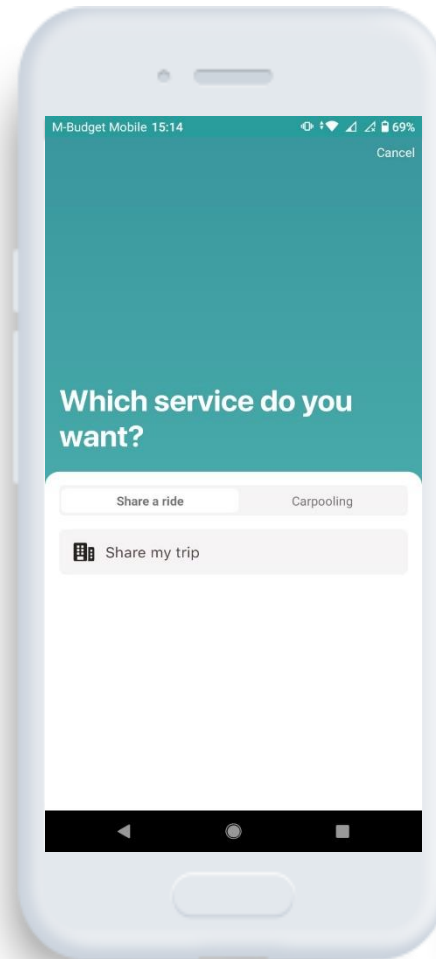 M-Budget Mobile 15:14 69%
Cancel
Which service do you
want?
Share a ride Carpooling
Share my trip